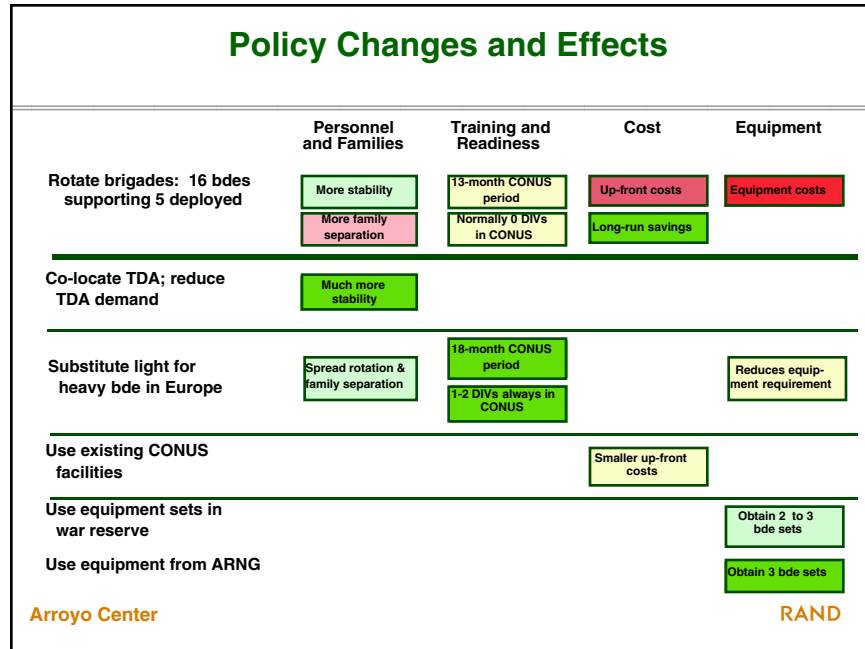 Policy Changes and Effects
Personnel
and Families
Training and
Readiness
Cost
Equipment
Rotate brigades: 16 bdes
supporting 5 deployed
More stability
13-month CONUS
period
Up-front costs
Equipment costs
More family
separation
Normally 0 DIVs
in CONUS
Long-run savings
Co-locate TDA; reduce
TDA demand
Much more
stability
Substitute light for
heavy bde in Europe
Spread rotation &
family separation
18-month CONUS
period
1-2 DIVs always in
CONUS
Reduces equip-
ment requirement
Use existing CONUS
facilities
Smaller up-front
costs
Use equipment sets in
war reserve
Obtain 2 to 3
bde sets
Use equipment from ARNG
Obtain 3 bde sets
Arroyo Center
RAND